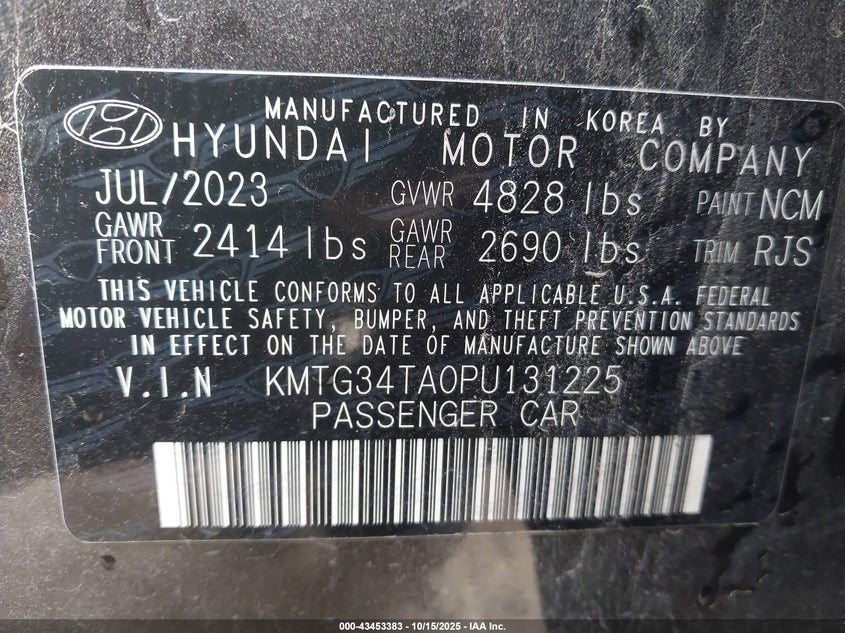 MANUFACTURED IN KOREA BY
HYUNDAI MOTOR COMPANY
JUL/2023 GVWR 4828 lbs PAINT NCM
GAWR FRONT 2414 lbs GAWR REAR 2690 lbs TRIM RJS
THIS VEHICLE CONFORMS TO ALL APPLICABLE U.S.A. FEDERAL
MOTOR VEHICLE SAFETY, BUMPER, AND THEFT PREVENTION STANDARDS
IN EFFECT ON THE DATE OF MANUFACTURE SHOWN ABOVE
V.I.N KMTG34TA0PU131225
PASSENGER CAR
000-43453383 - 10/15/2025 - IAA Inc.